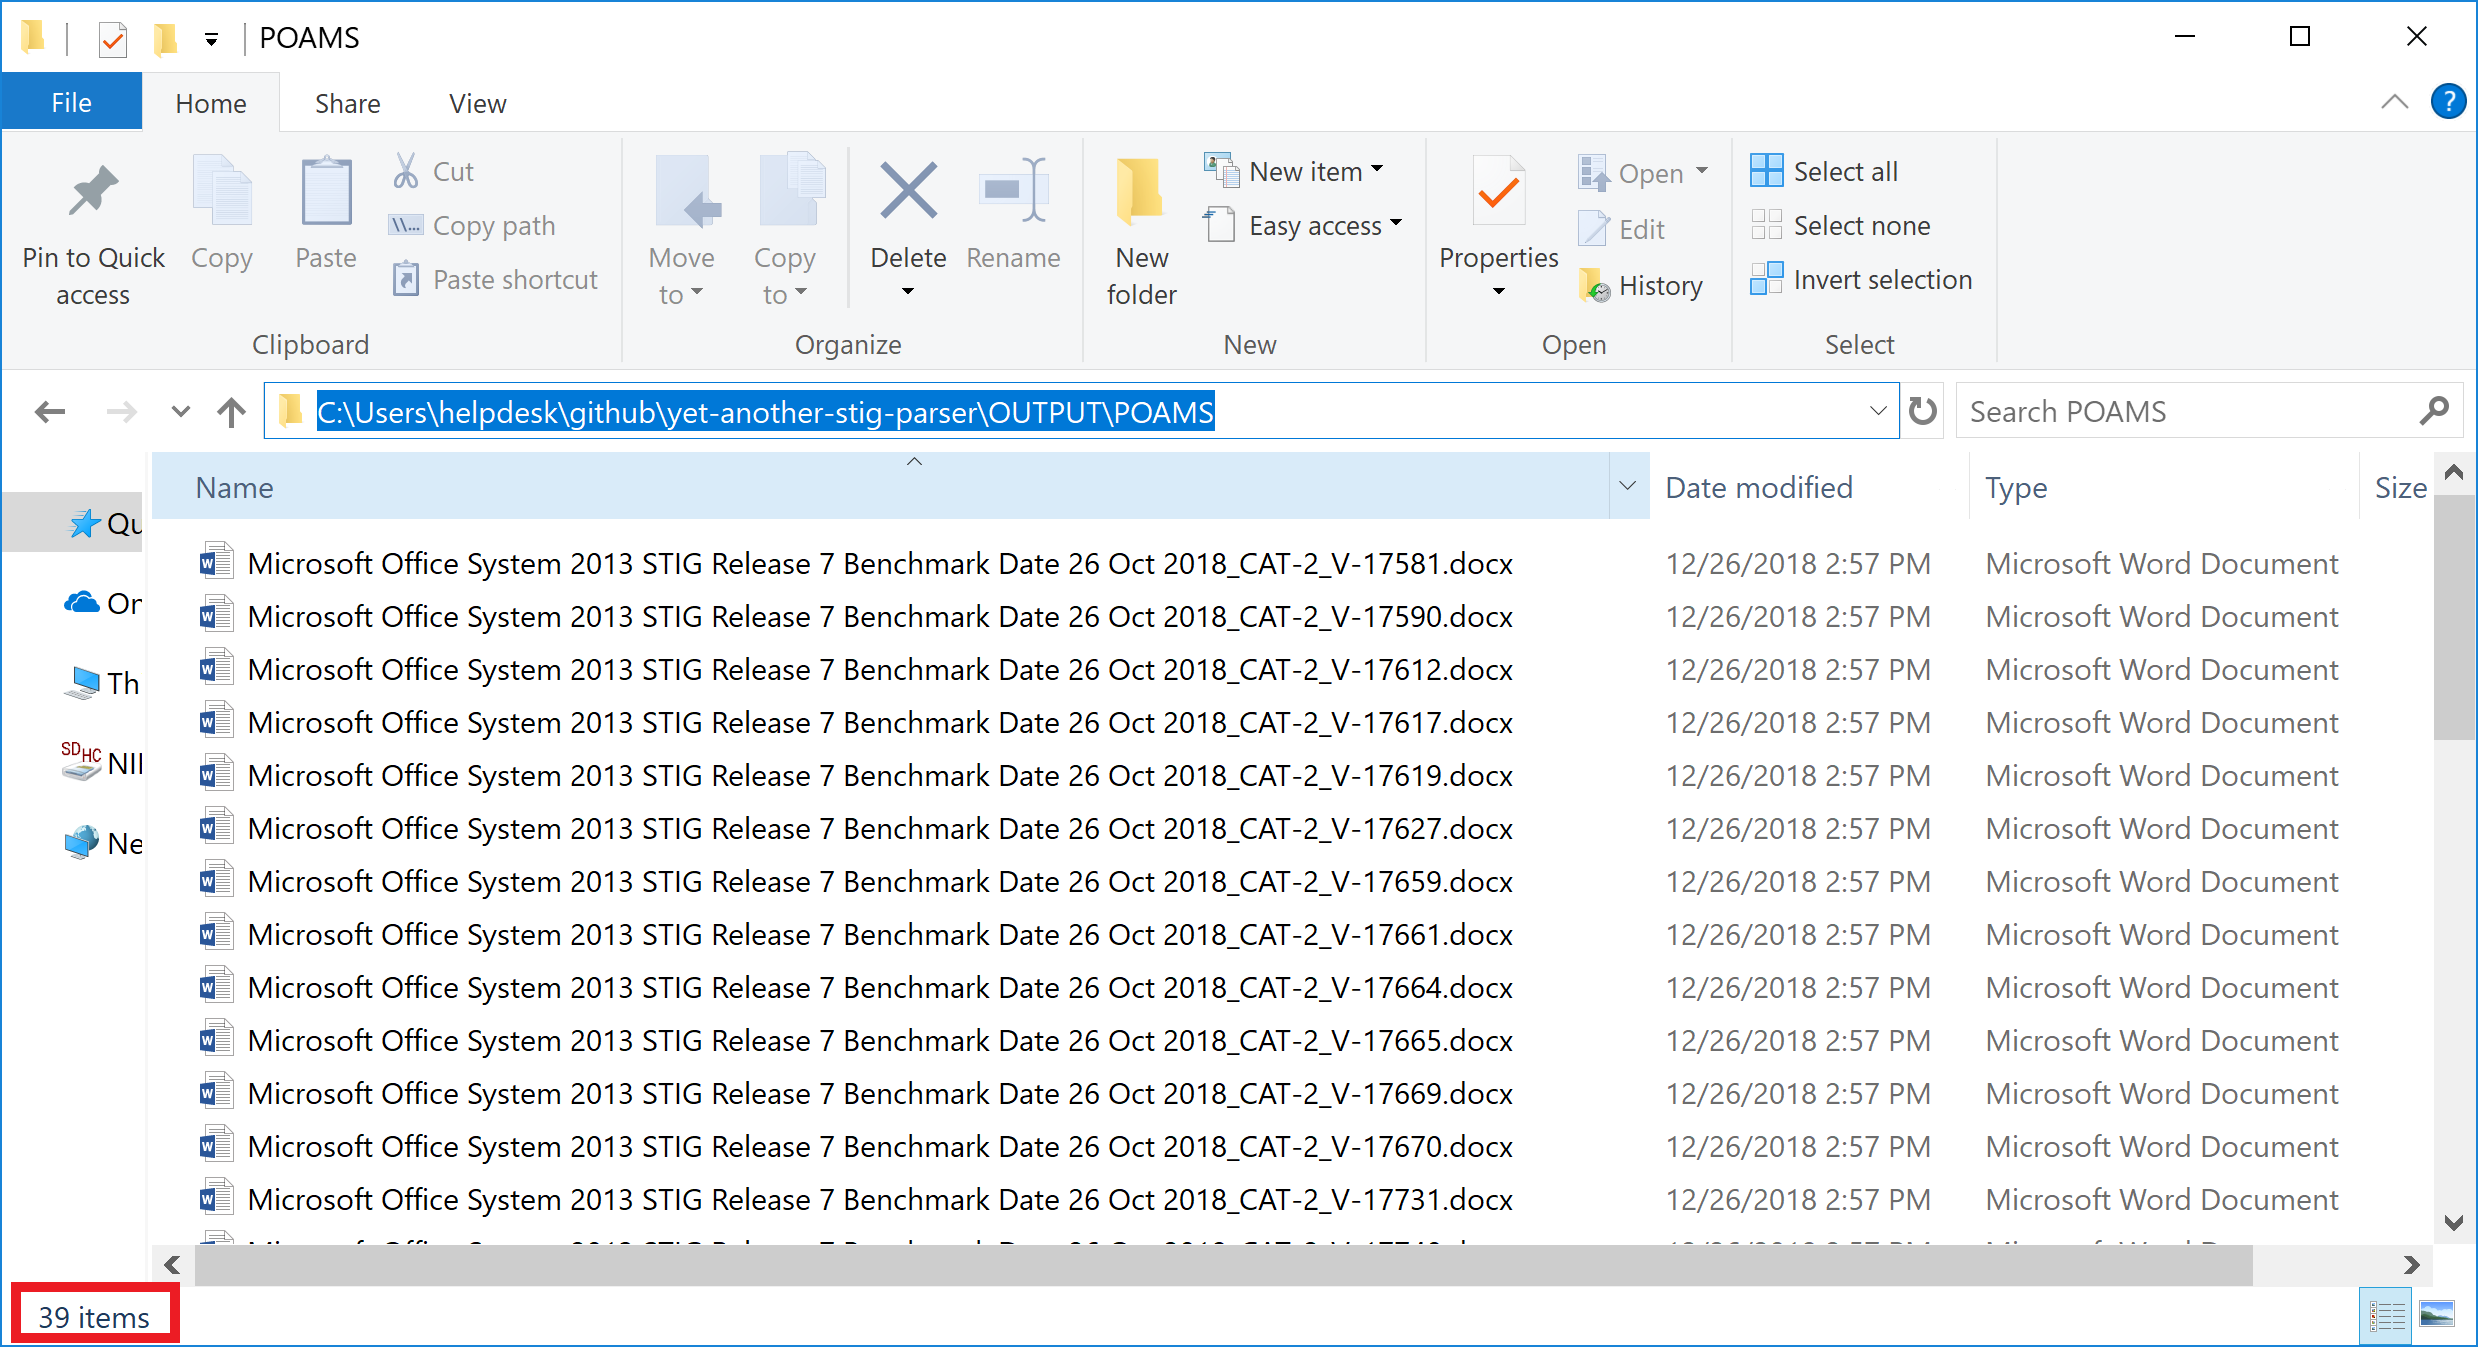 POAMS
File Home Share View
Pin to Quick access
Copy
Paste
Cut
Copy path
Paste shortcut
Clipboard
Move to
Copy to
Delete
Rename
Organize
New folder
New item
Easy access
New
Properties
Open
Edit
History
Open
Select all
Select none
Invert selection
Select
C:\Users\helpdesk\github\yet-another-stig-parser\OUTPUT\POAMS
Search POAMS
Name Date modified Type Size
Qu
On
Th
SDHC NII
Ne
Microsoft Office System 2013 STIG Release 7 Benchmark Date 26 Oct 2018_CAT-2_V-17581.docx 12/26/2018 2:57 PM Microsoft Word Document
Microsoft Office System 2013 STIG Release 7 Benchmark Date 26 Oct 2018_CAT-2_V-17590.docx 12/26/2018 2:57 PM Microsoft Word Document
Microsoft Office System 2013 STIG Release 7 Benchmark Date 26 Oct 2018_CAT-2_V-17612.docx 12/26/2018 2:57 PM Microsoft Word Document
Microsoft Office System 2013 STIG Release 7 Benchmark Date 26 Oct 2018_CAT-2_V-17617.docx 12/26/2018 2:57 PM Microsoft Word Document
Microsoft Office System 2013 STIG Release 7 Benchmark Date 26 Oct 2018_CAT-2_V-17619.docx 12/26/2018 2:57 PM Microsoft Word Document
Microsoft Office System 2013 STIG Release 7 Benchmark Date 26 Oct 2018_CAT-2_V-17627.docx 12/26/2018 2:57 PM Microsoft Word Document
Microsoft Office System 2013 STIG Release 7 Benchmark Date 26 Oct 2018_CAT-2_V-17659.docx 12/26/2018 2:57 PM Microsoft Word Document
Microsoft Office System 2013 STIG Release 7 Benchmark Date 26 Oct 2018_CAT-2_V-17661.docx 12/26/2018 2:57 PM Microsoft Word Document
Microsoft Office System 2013 STIG Release 7 Benchmark Date 26 Oct 2018_CAT-2_V-17664.docx 12/26/2018 2:57 PM Microsoft Word Document
Microsoft Office System 2013 STIG Release 7 Benchmark Date 26 Oct 2018_CAT-2_V-17665.docx 12/26/2018 2:57 PM Microsoft Word Document
Microsoft Office System 2013 STIG Release 7 Benchmark Date 26 Oct 2018_CAT-2_V-17669.docx 12/26/2018 2:57 PM Microsoft Word Document
Microsoft Office System 2013 STIG Release 7 Benchmark Date 26 Oct 2018_CAT-2_V-17670.docx 12/26/2018 2:57 PM Microsoft Word Document
Microsoft Office System 2013 STIG Release 7 Benchmark Date 26 Oct 2018_CAT-2_V-17731.docx 12/26/2018 2:57 PM Microsoft Word Document
39 items